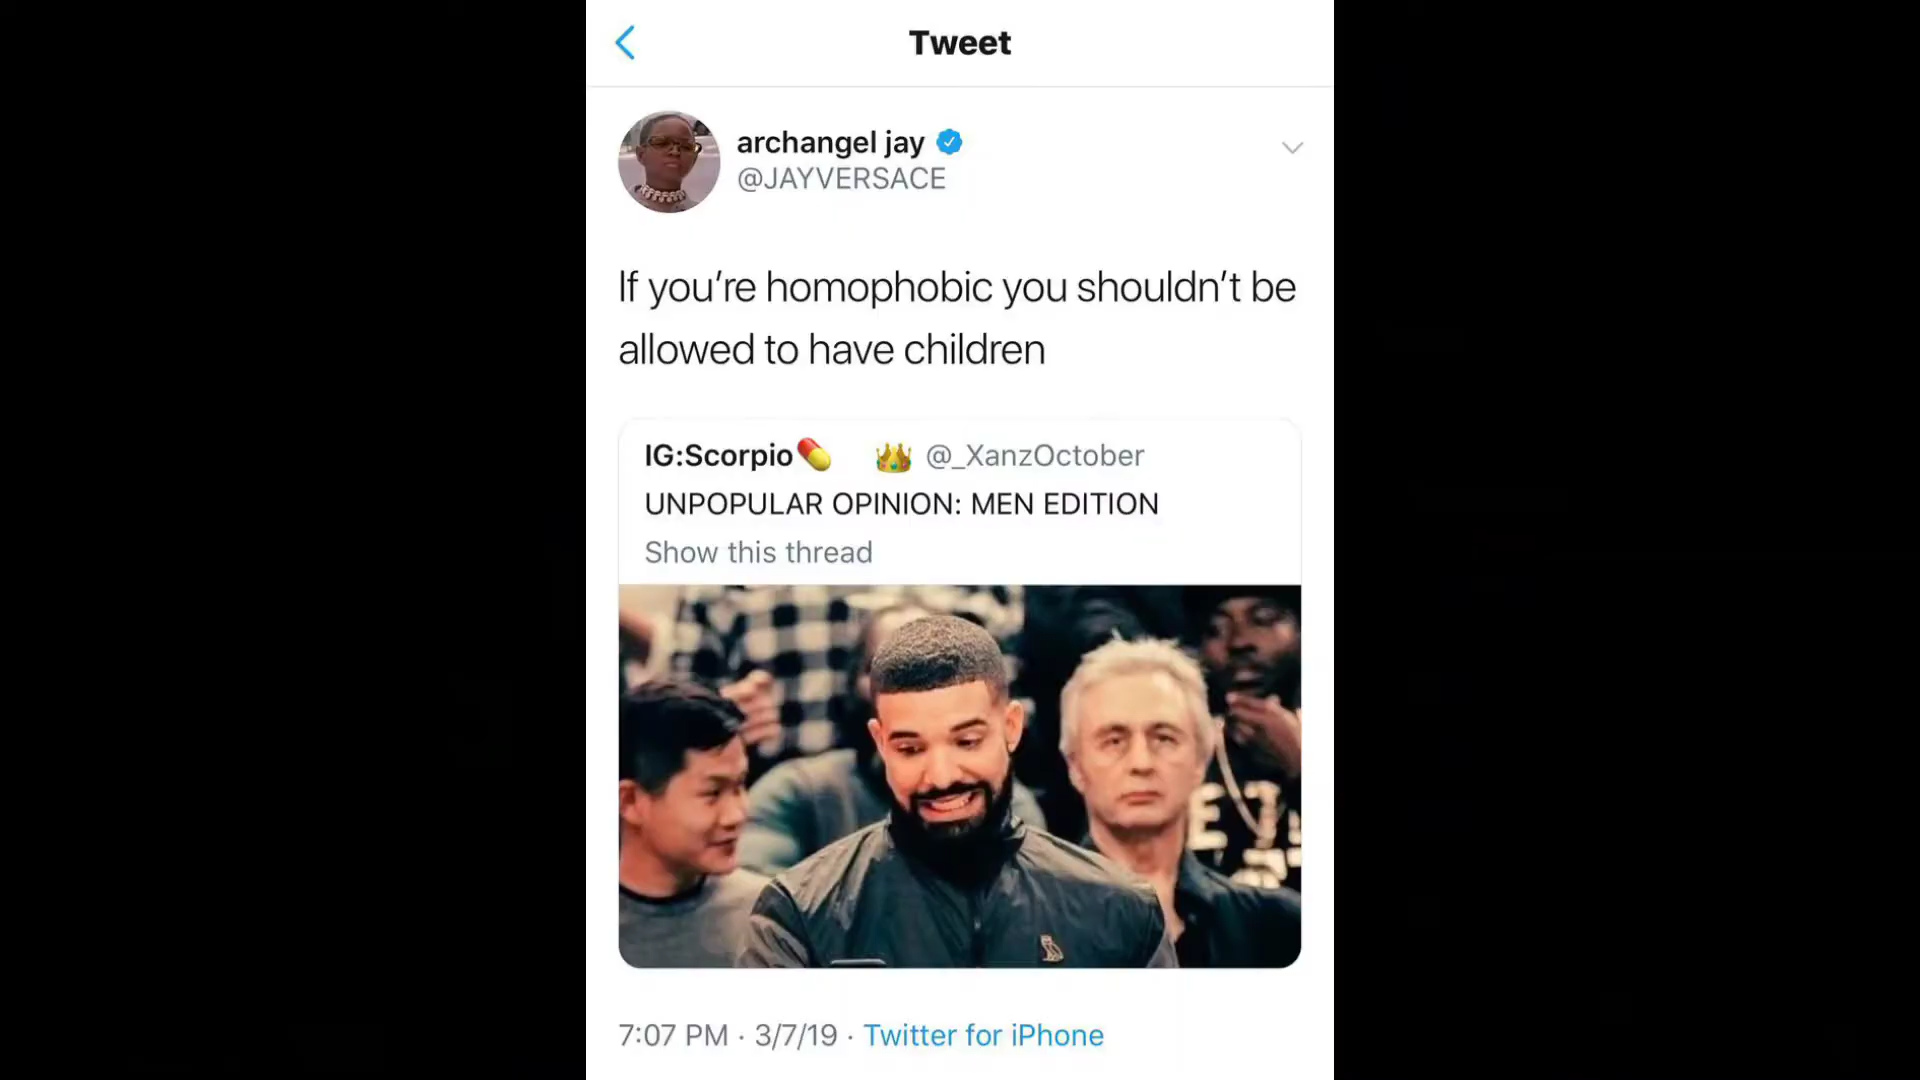 Tweet
archangel jay
@JAYVERSACE
If you’re homophobic you shouldn’t be
allowed to have children
IG:Scorpio💊 👑 @_XanzOctober
UNPOPULAR OPINION: MEN EDITION
Show this thread
7:07 PM · 3/7/19 · Twitter for iPhone